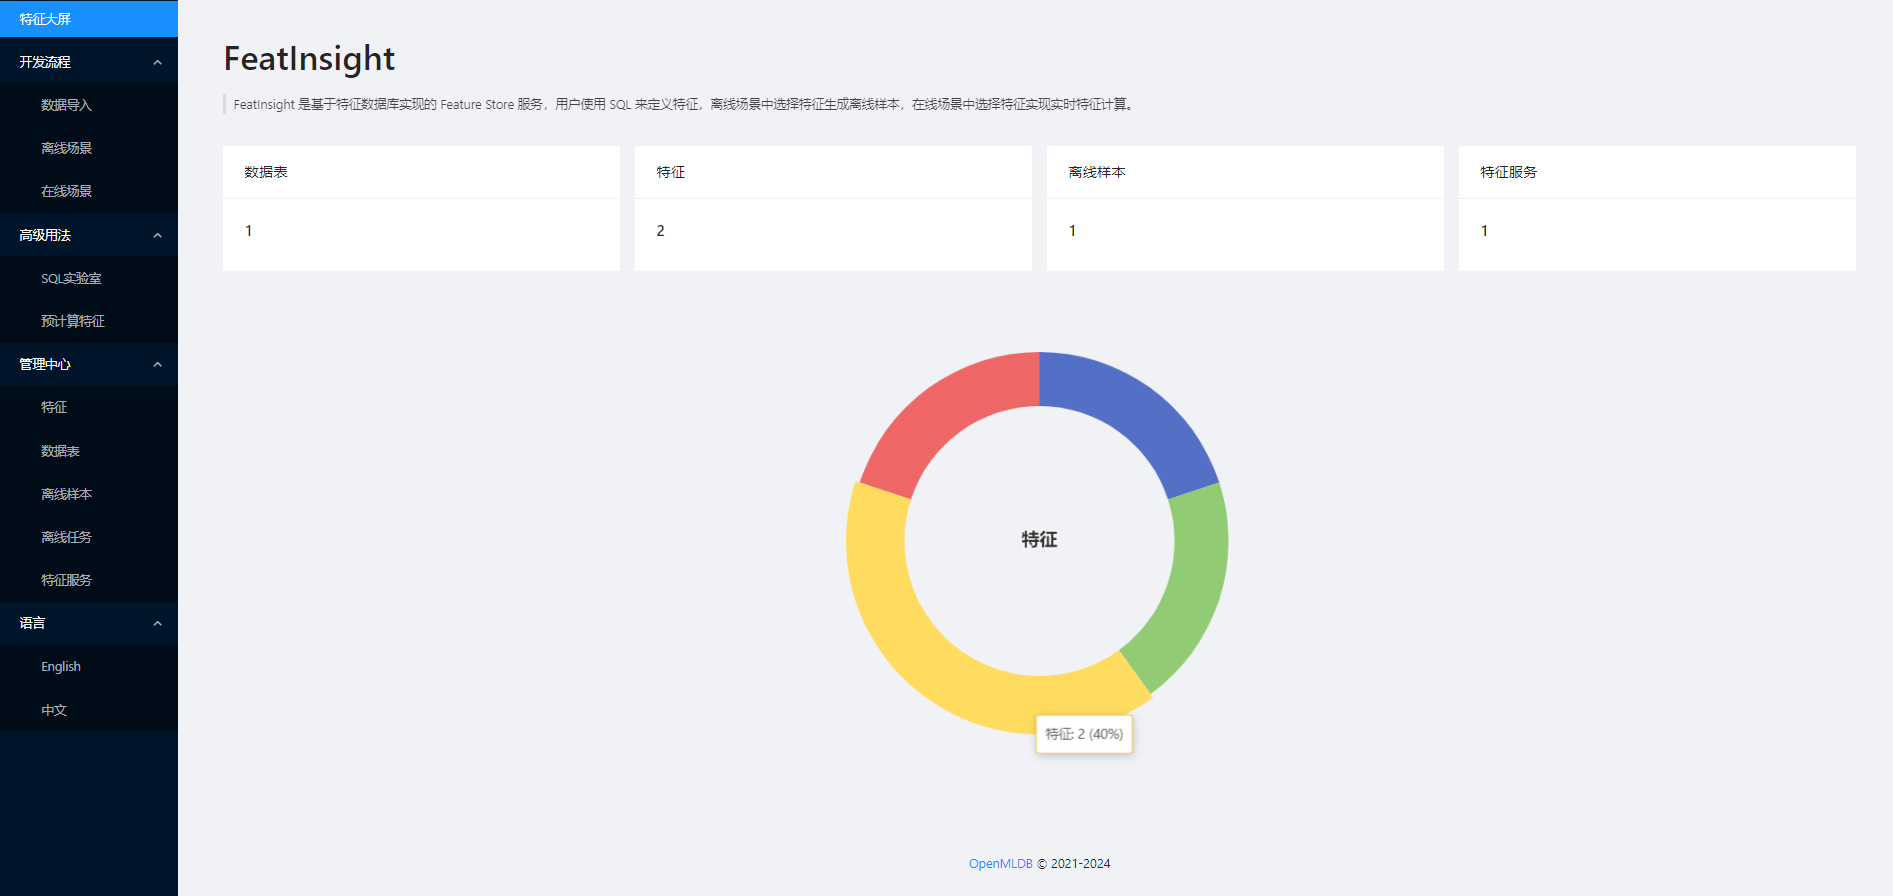 特征大屏
开发流程
数据导入
离线场景
在线场景
高级用法
SQL实验室
预计算特征
管理中心
特征
数据表
离线样本
离线任务
特征服务
语言
English
中文
FeatInsight
FeatInsight 是基于特征数据库实现的 Feature Store 服务，用户使用 SQL 来定义特征，离线场景中选择特征生成离线样本，在线场景中选择特征实现实时特征计算。
数据表
1
特征
2
离线样本
1
特征服务
1
特征
特征: 2 (40%)
OpenMLDB © 2021-2024